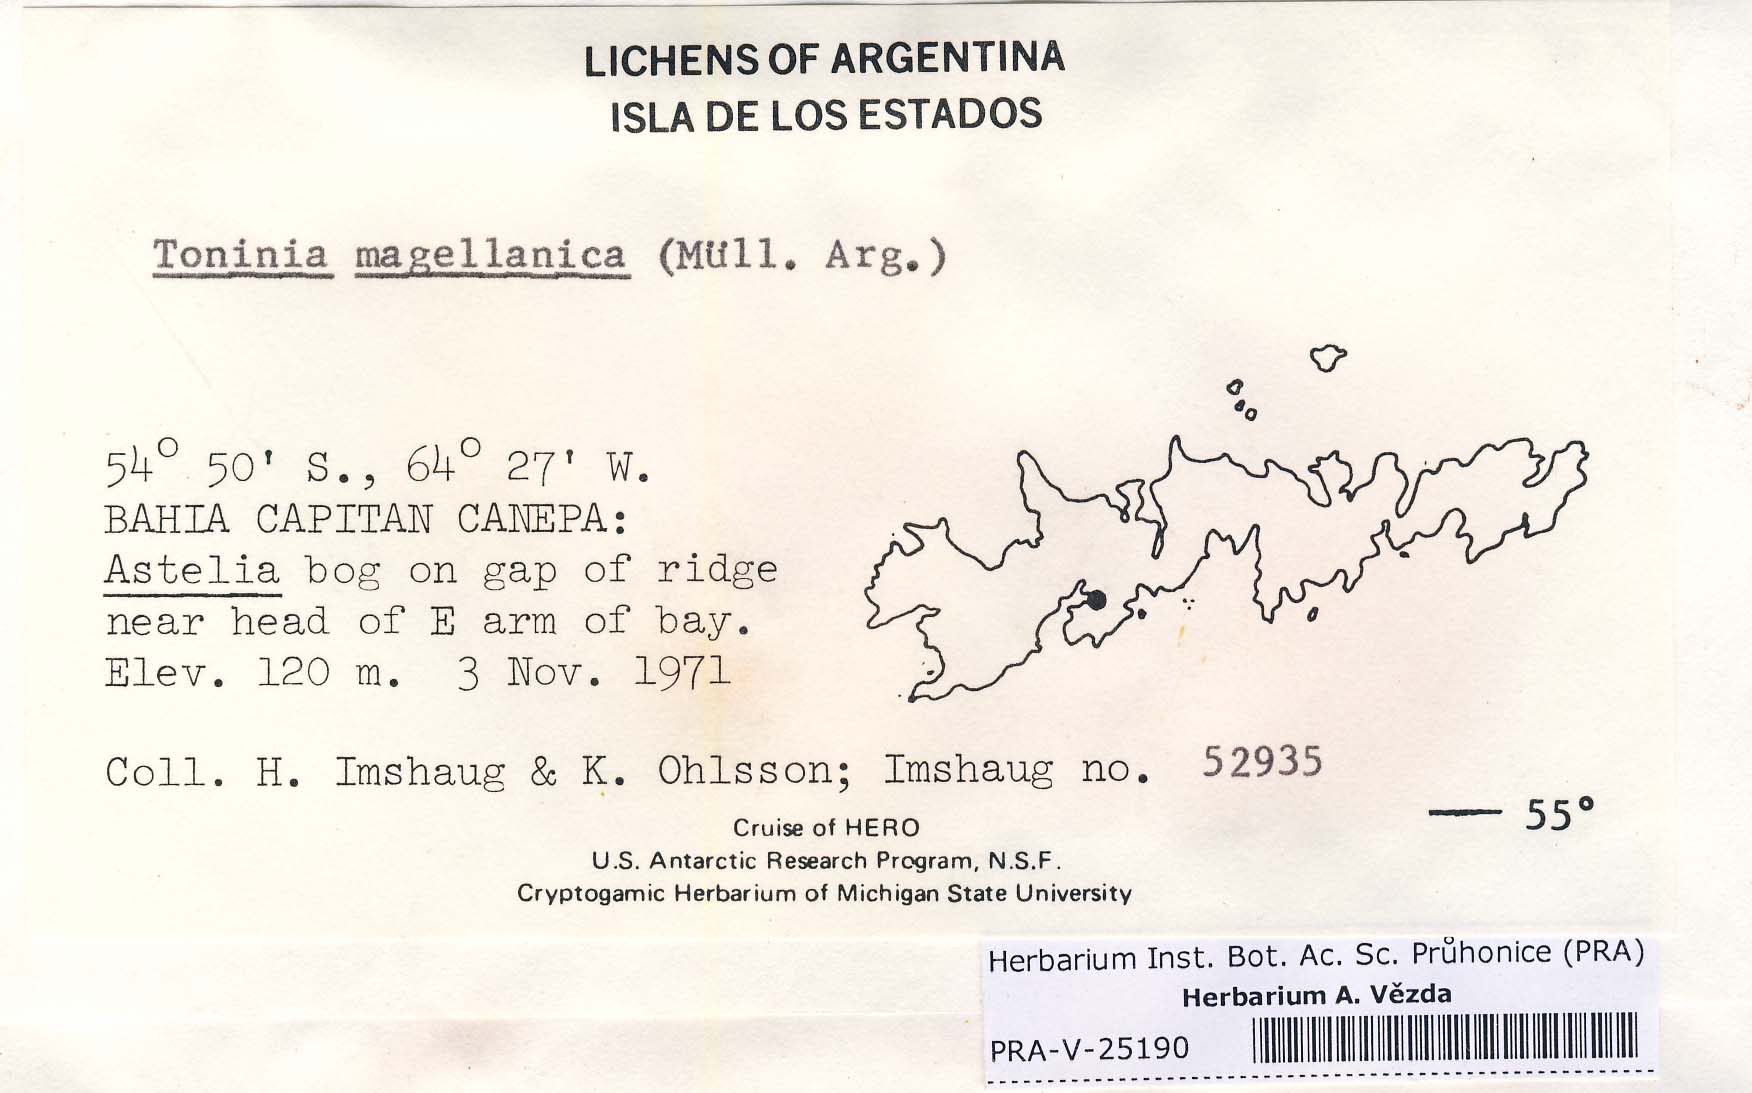 LICHENS OF ARGENTINA
ISLA DE LOS ESTADOS
Toninia magellanica (Müll. Arg.)
54° 50' S., 64° 27' W.
BAHIA CAPITAN CANEPA:
Astelia bog on gap of ridge
near head of E arm of bay.
Elev. 120 m. 3 Nov. 1971
Coll. H. Imshaug & K. Ohlsson; Imshaug no. 52935
55°
Cruise of HERO
U.S. Antarctic Research Program, N.S.F.
Cryptogamic Herbarium of Michigan State University
Herbarium Inst. Bot. Ac. Sc. Průhonice (PRA)
Herbarium A. Vězda
PRA-V-25190